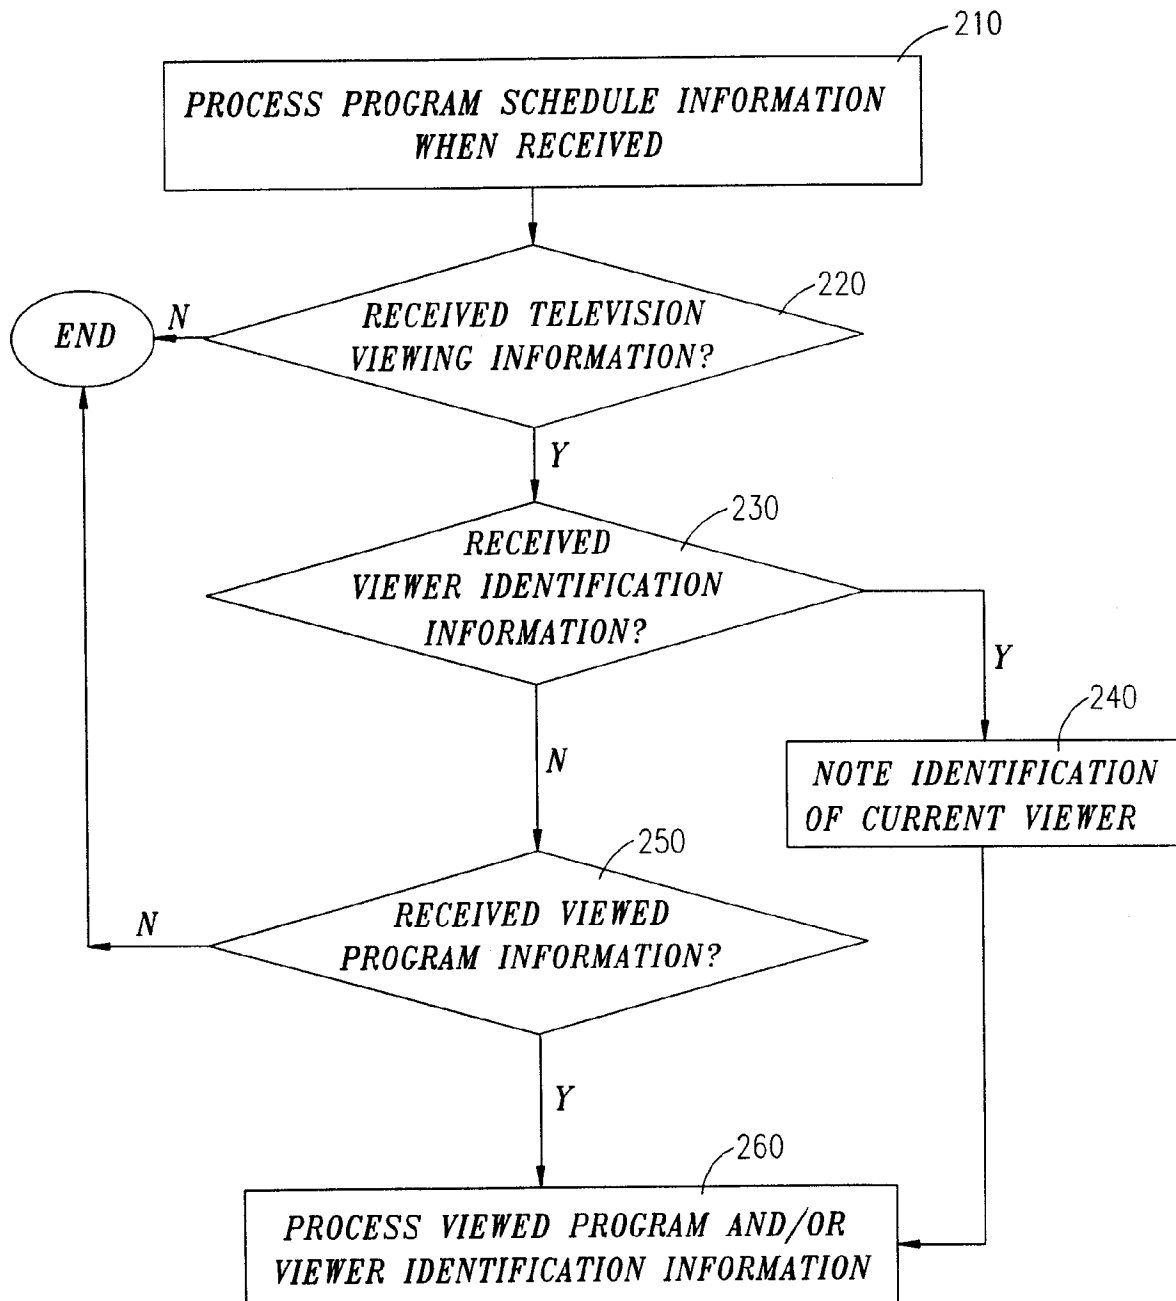 210
PROCESS PROGRAM SCHEDULE INFORMATION
WHEN RECEIVED
220
RECEIVED TELEVISION
VIEWING INFORMATION?
N
END
Y
230
RECEIVED
VIEWER IDENTIFICATION
INFORMATION?
Y
240
NOTE IDENTIFICATION
OF CURRENT VIEWER
N
250
RECEIVED VIEWED
PROGRAM INFORMATION?
N
Y
260
PROCESS VIEWED PROGRAM AND/OR
VIEWER IDENTIFICATION INFORMATION